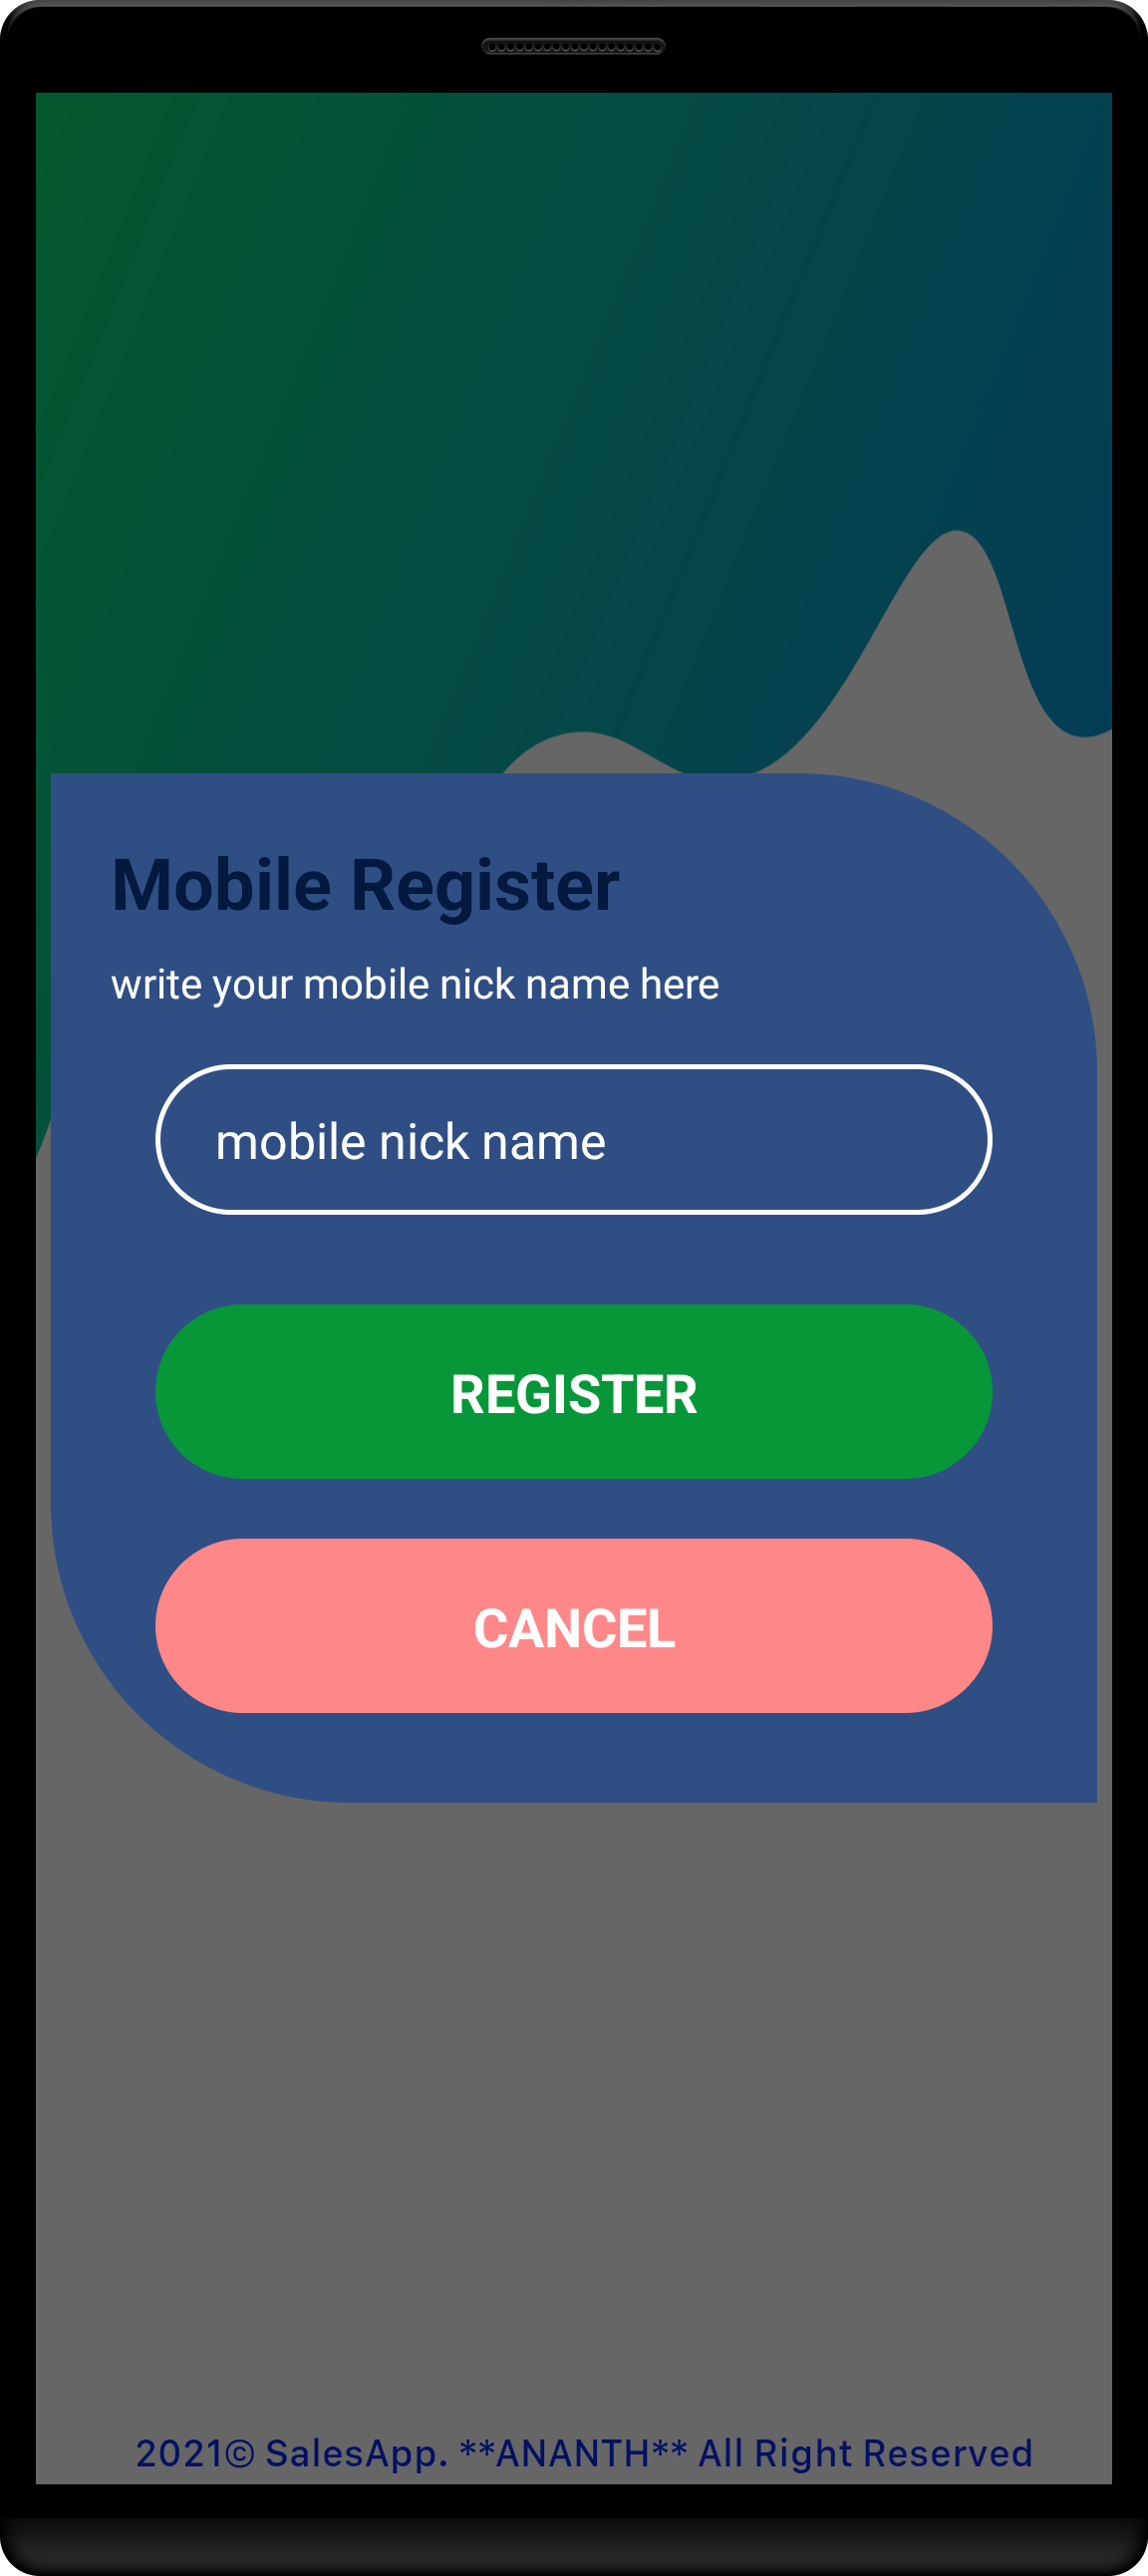 Mobile Register
write your mobile nick name here
mobile nick name
REGISTER
CANCEL
2021© SalesApp. **ANANTH** All Right Reserved